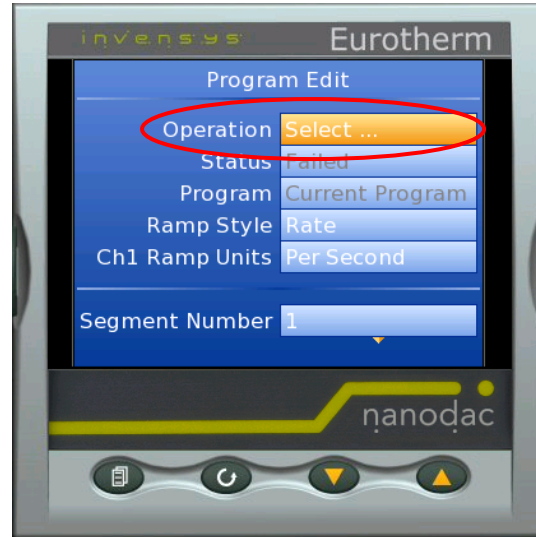 invensys Eurotherm
Program Edit
Operation Select ...
Status Failed
Program Current Program
Ramp Style Rate
Ch1 Ramp Units Per Second
Segment Number 1
nanodac